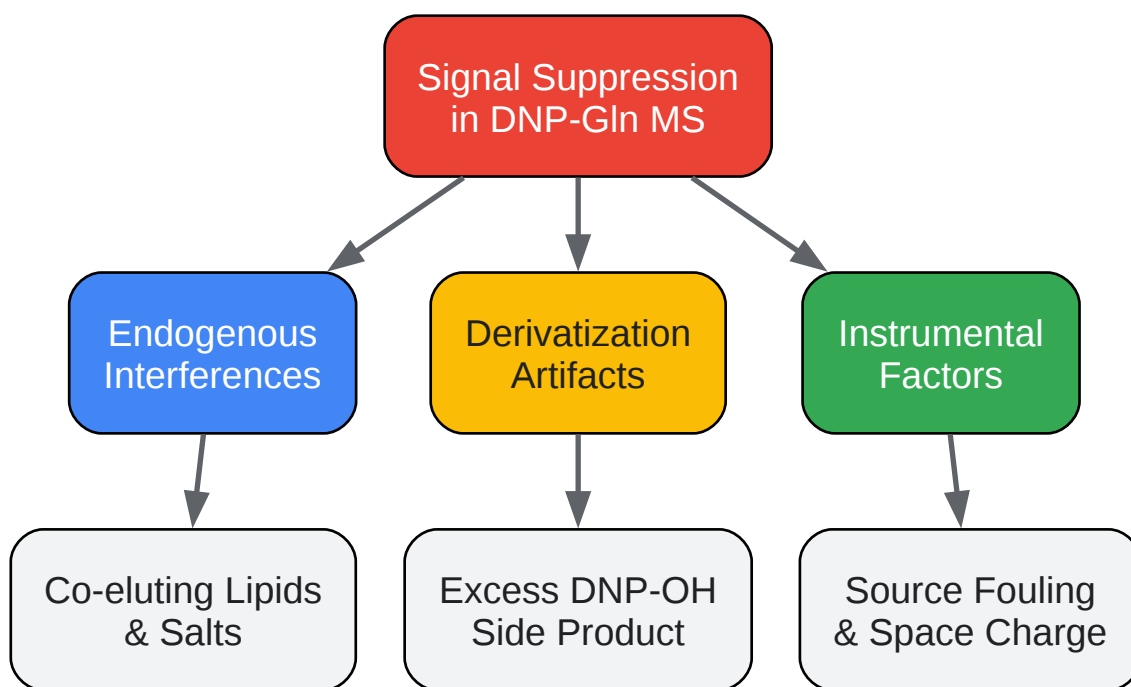 Signal Suppression
in DNP-Gln MS
Endogenous
Interferences
Derivatization
Artifacts
Instrumental
Factors
Co-eluting Lipids
& Salts
Excess DNP-OH
Side Product
Source Fouling
& Space Charge